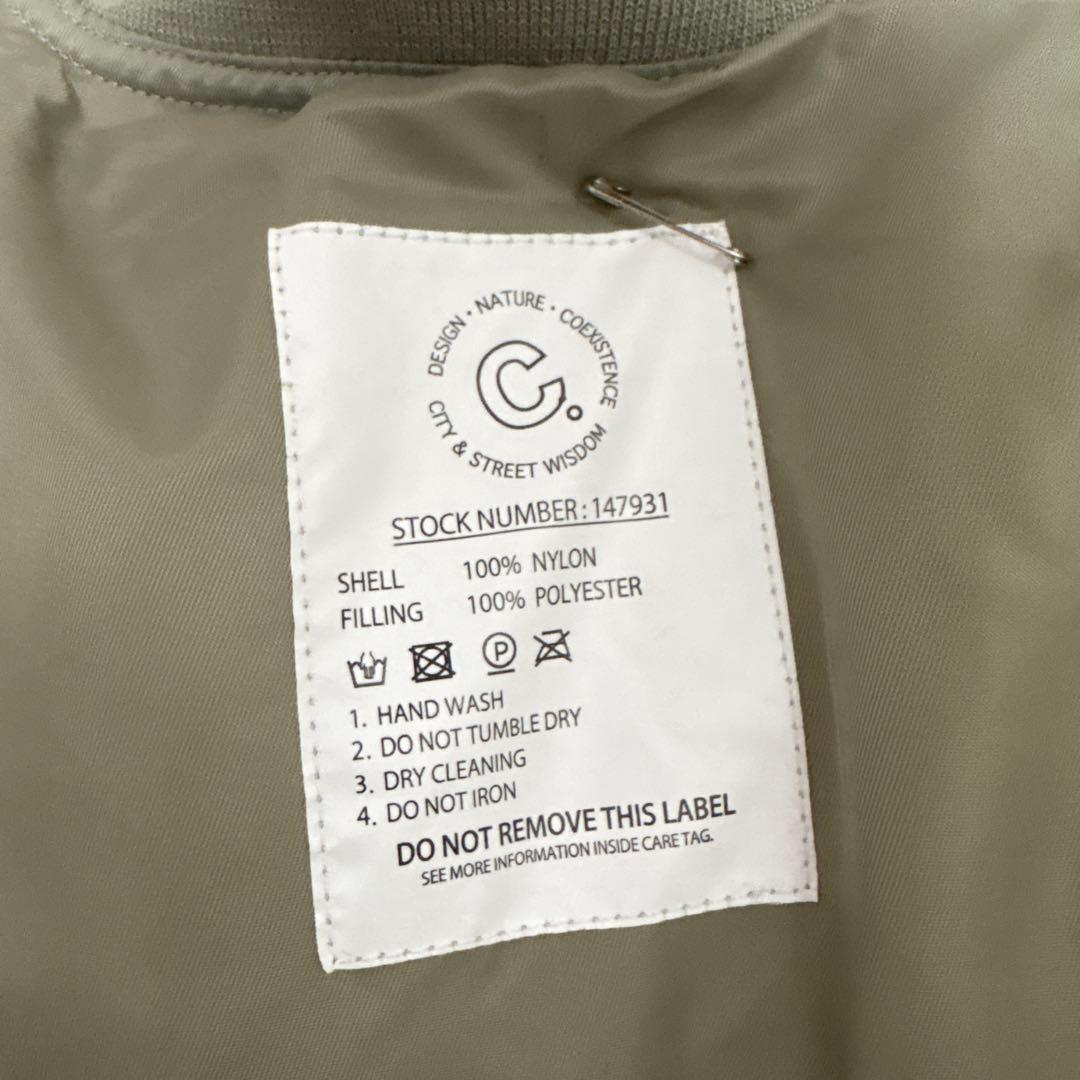 DESIGN · NATURE · COEXISTENCE
CITY & STREET WISDOM
C.
STOCK NUMBER : 147931
SHELL 100% NYLON
FILLING 100% POLYESTER
P
1. HAND WASH
2. DO NOT TUMBLE DRY
3. DRY CLEANING
4. DO NOT IRON
DO NOT REMOVE THIS LABEL
SEE MORE INFORMATION INSIDE CARE TAG.